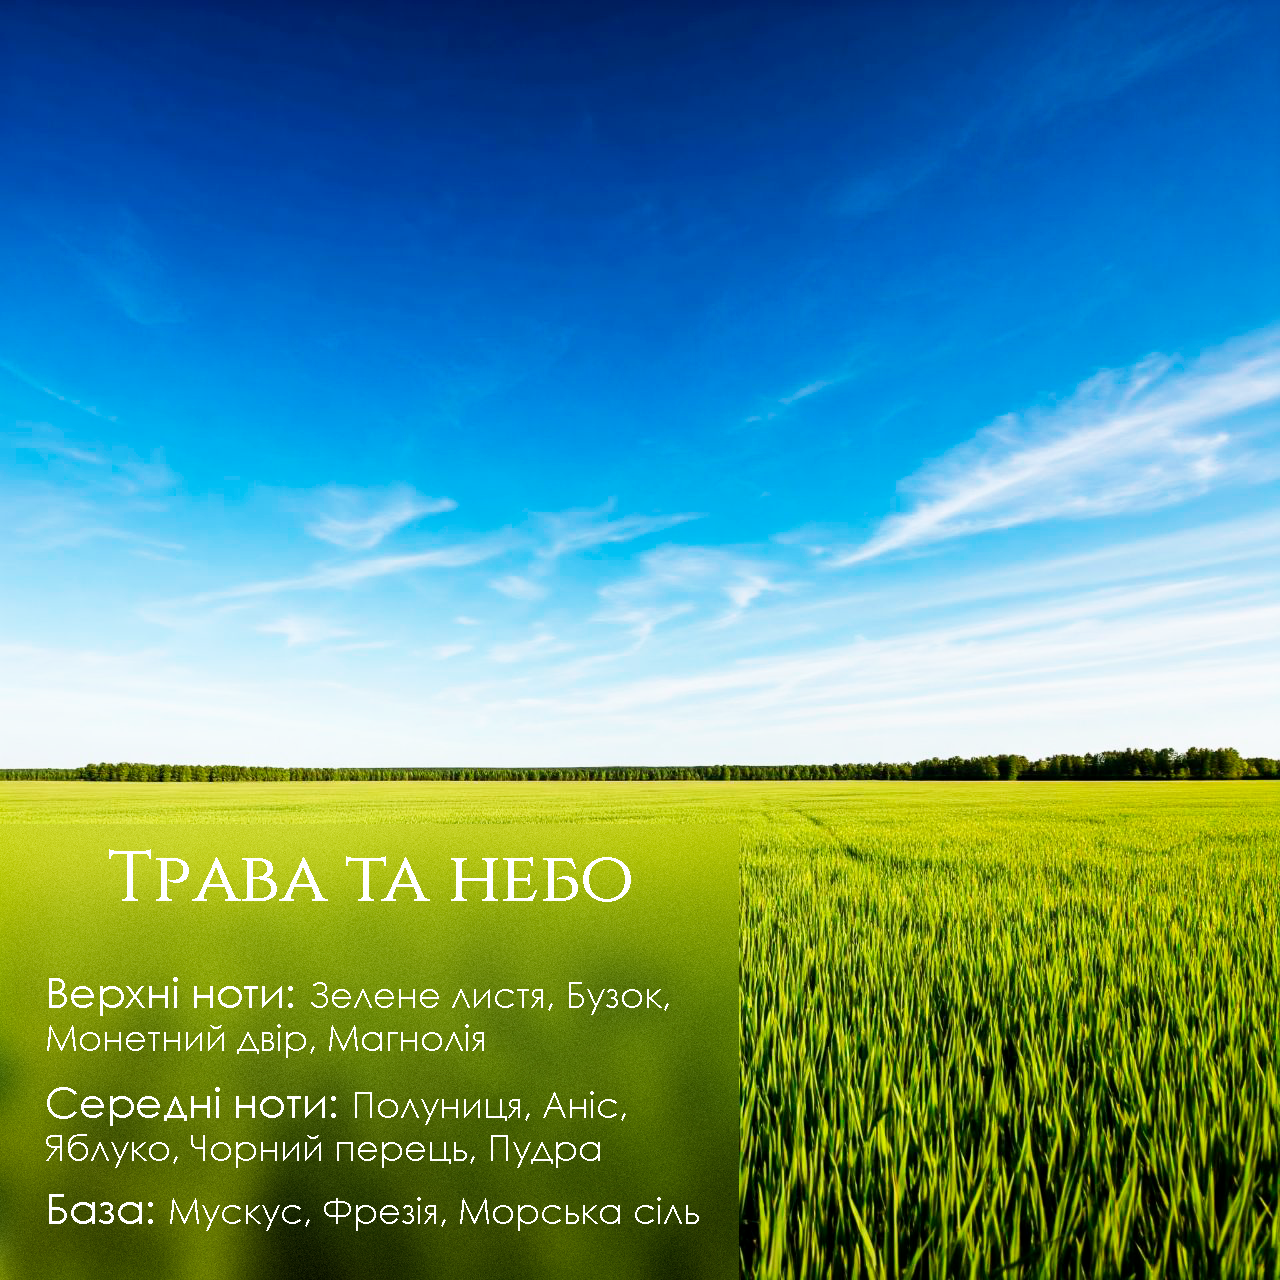 Трава та небо
Верхні ноти: Зелене листя, Бузок,
Монетний двір, Магнолія
Середні ноти: Полуниця, Аніс,
Яблуко, Чорний перець, Пудра
База: Мускус, Фрезія, Морська сіль